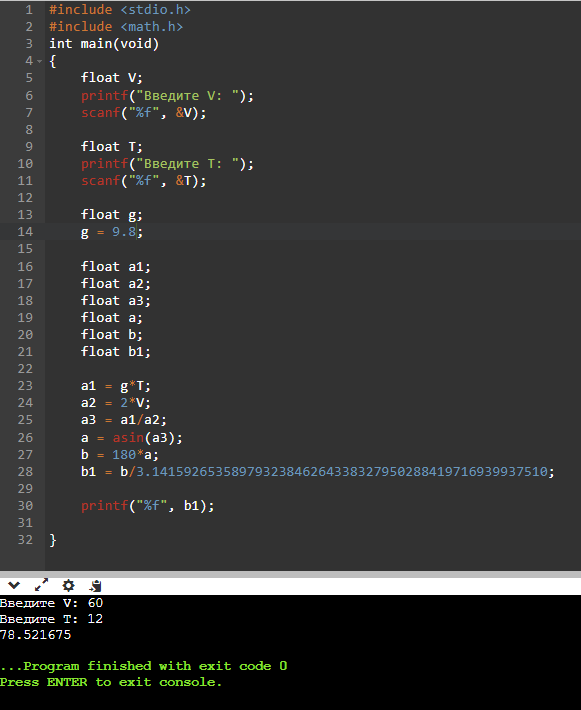 1 #include <stdio.h>
2 #include <math.h>
3 int main(void)
4 {
5 float V;
6 printf("Введите V: ");
7 scanf("%f", &V);
8
9 float T;
10 printf("Введите T: ");
11 scanf("%f", &T);
12
13 float g;
14 g = 9.8;
15
16 float a1;
17 float a2;
18 float a3;
19 float a;
20 float b;
21 float b1;
22
23 a1 = g*T;
24 a2 = 2*V;
25 a3 = a1/a2;
26 a = asin(a3);
27 b = 180*a;
28 b1 = b/3.14159265358979323846264338327950288419716939937510;
29
30 printf("%f", b1);
31
32 }
Введите V: 60
Введите T: 12
78.521675
...Program finished with exit code 0
Press ENTER to exit console.